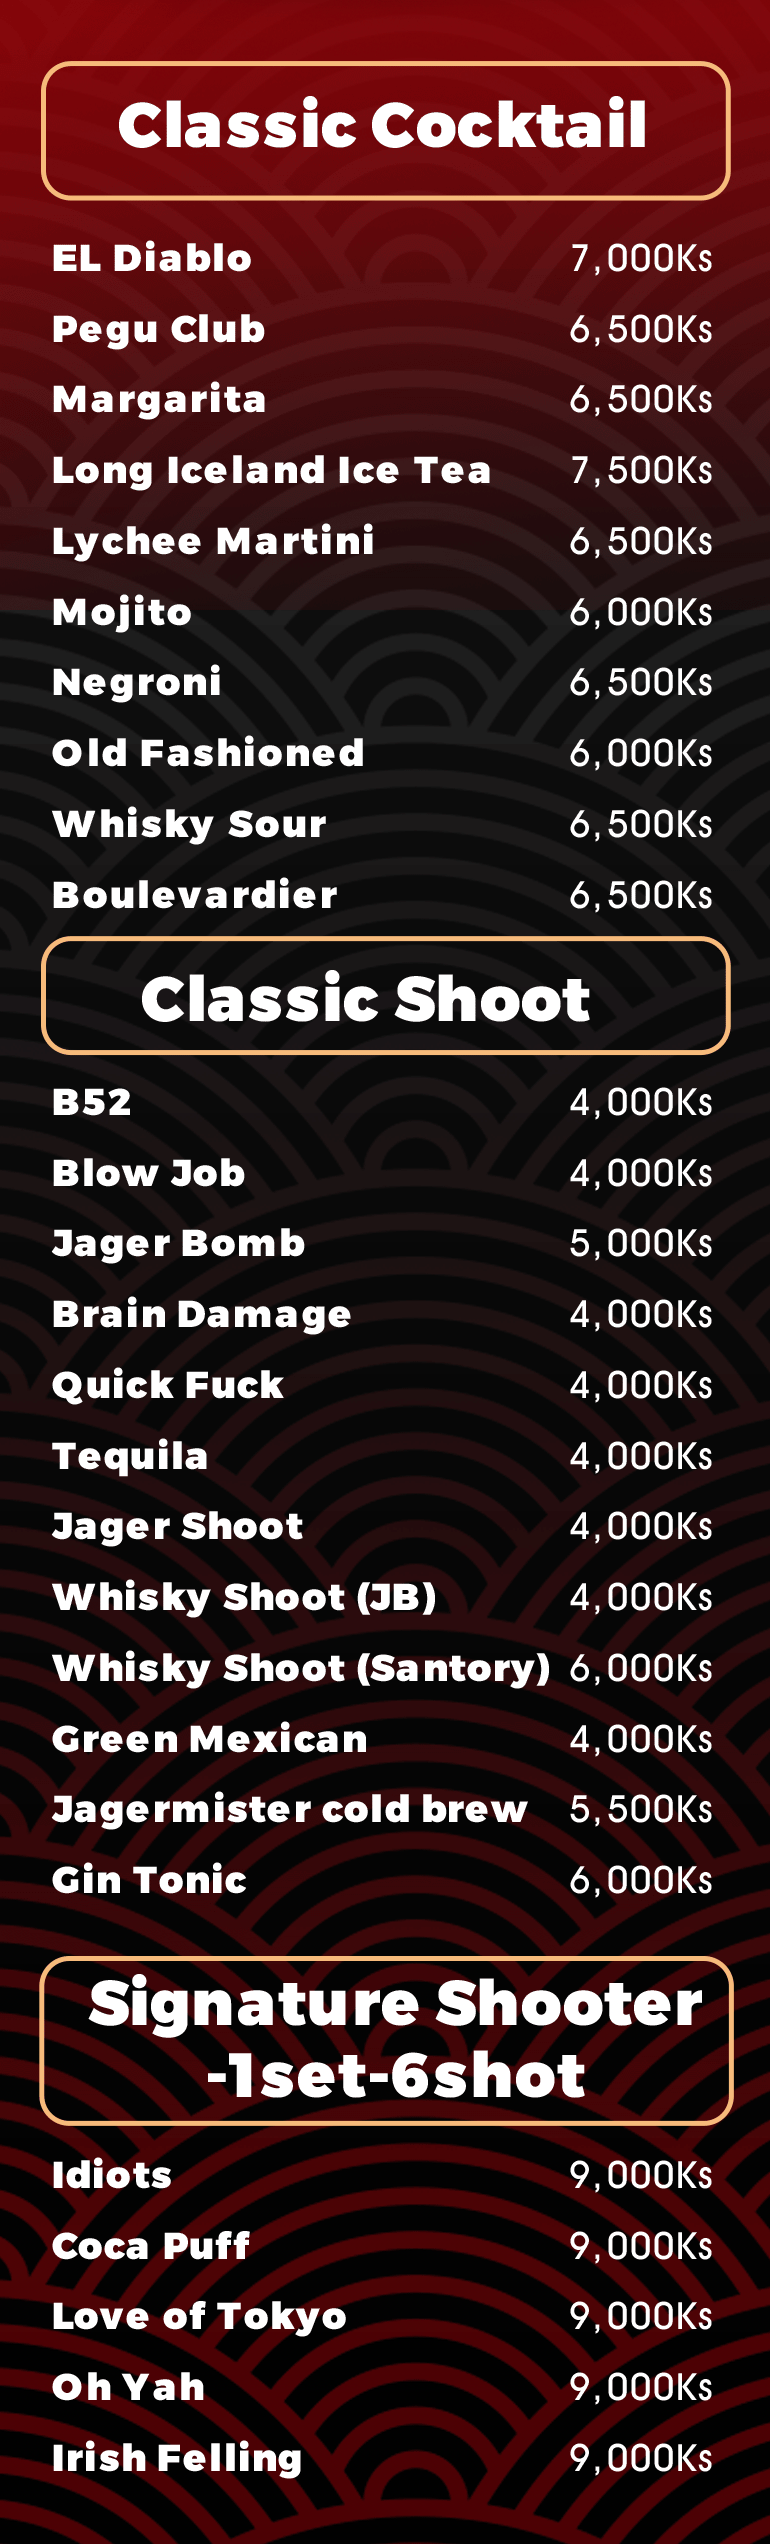 Classic Cocktail
EL Diablo 7,000Ks
Pegu Club 6,500Ks
Margarita 6,500Ks
Long Iceland Ice Tea 7,500Ks
Lychee Martini 6,500Ks
Mojito 6,000Ks
Negroni 6,500Ks
Old Fashioned 6,000Ks
Whisky Sour 6,500Ks
Boulevardier 6,500Ks
Classic Shoot
B52 4,000Ks
Blow Job 4,000Ks
Jager Bomb 5,000Ks
Brain Damage 4,000Ks
Quick Fuck 4,000Ks
Tequila 4,000Ks
Jager Shoot 4,000Ks
Whisky Shoot (JB) 4,000Ks
Whisky Shoot (Santory) 6,000Ks
Green Mexican 4,000Ks
Jagermister cold brew 5,500Ks
Gin Tonic 6,000Ks
Signature Shooter
-1set-6shot
Idiots 9,000Ks
Coca Puff 9,000Ks
Love of Tokyo 9,000Ks
Oh Yah 9,000Ks
Irish Felling 9,000Ks